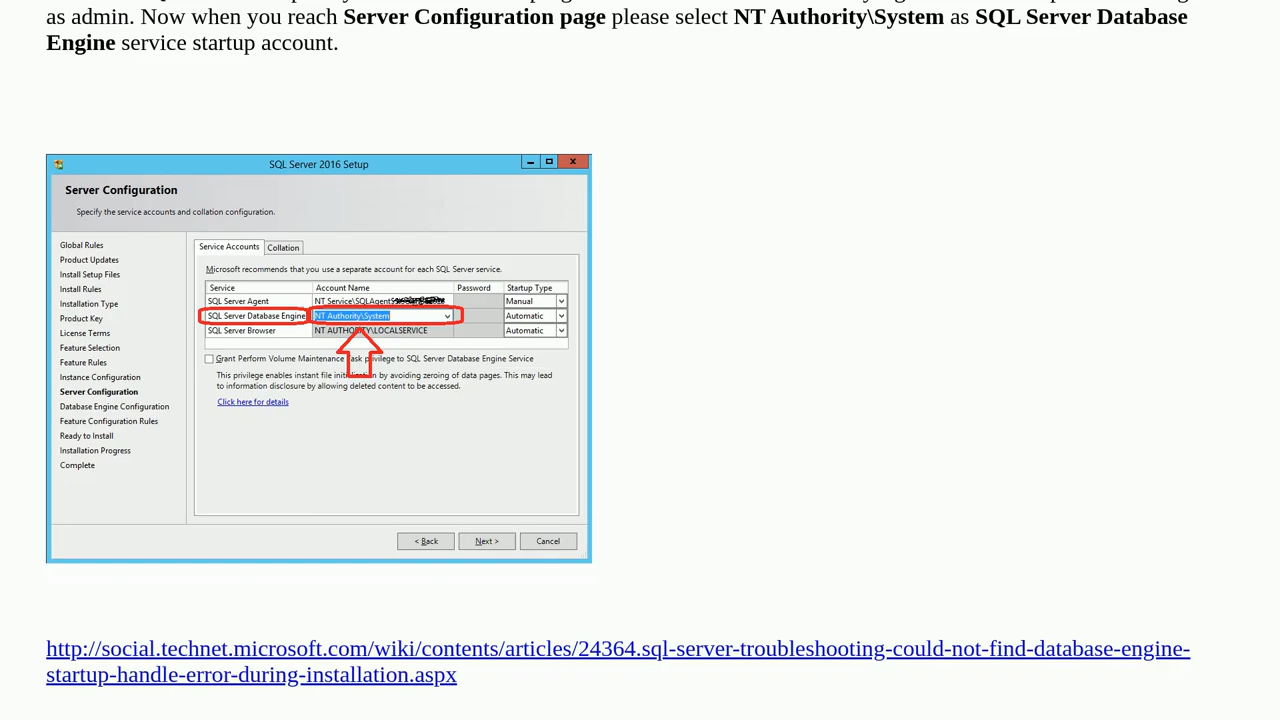 as admin. Now when you reach Server Configuration page please select NT Authority\System as SQL Server Database
Engine service startup account.
SQL Server 2016 Setup
Server Configuration
Specify the service accounts and collation configuration.
Global Rules
Product Updates
Install Setup Files
Install Rules
Installation Type
Product Key
License Terms
Feature Selection
Feature Rules
Instance Configuration
Server Configuration
Database Engine Configuration
Feature Configuration Rules
Ready to Install
Installation Progress
Complete
Service Accounts Collation
Microsoft recommends that you use a separate account for each SQL Server service.
Service Account Name Password Startup Type
SQL Server Agent NT Service\SQLAgent$ Manual
SQL Server Database Engine NT Authority\System Automatic
SQL Server Browser NT AUTHORITY\LOCALSERVICE Automatic
Grant Perform Volume Maintenance Task privilege to SQL Server Database Engine Service
This privilege enables instant file initialization by avoiding zeroing of data pages. This may lead
to information disclosure by allowing deleted content to be accessed.
Click here for details
< Back Next > Cancel
http://social.technet.microsoft.com/wiki/contents/articles/24364.sql-server-troubleshooting-could-not-find-database-engine-
startup-handle-error-during-installation.aspx